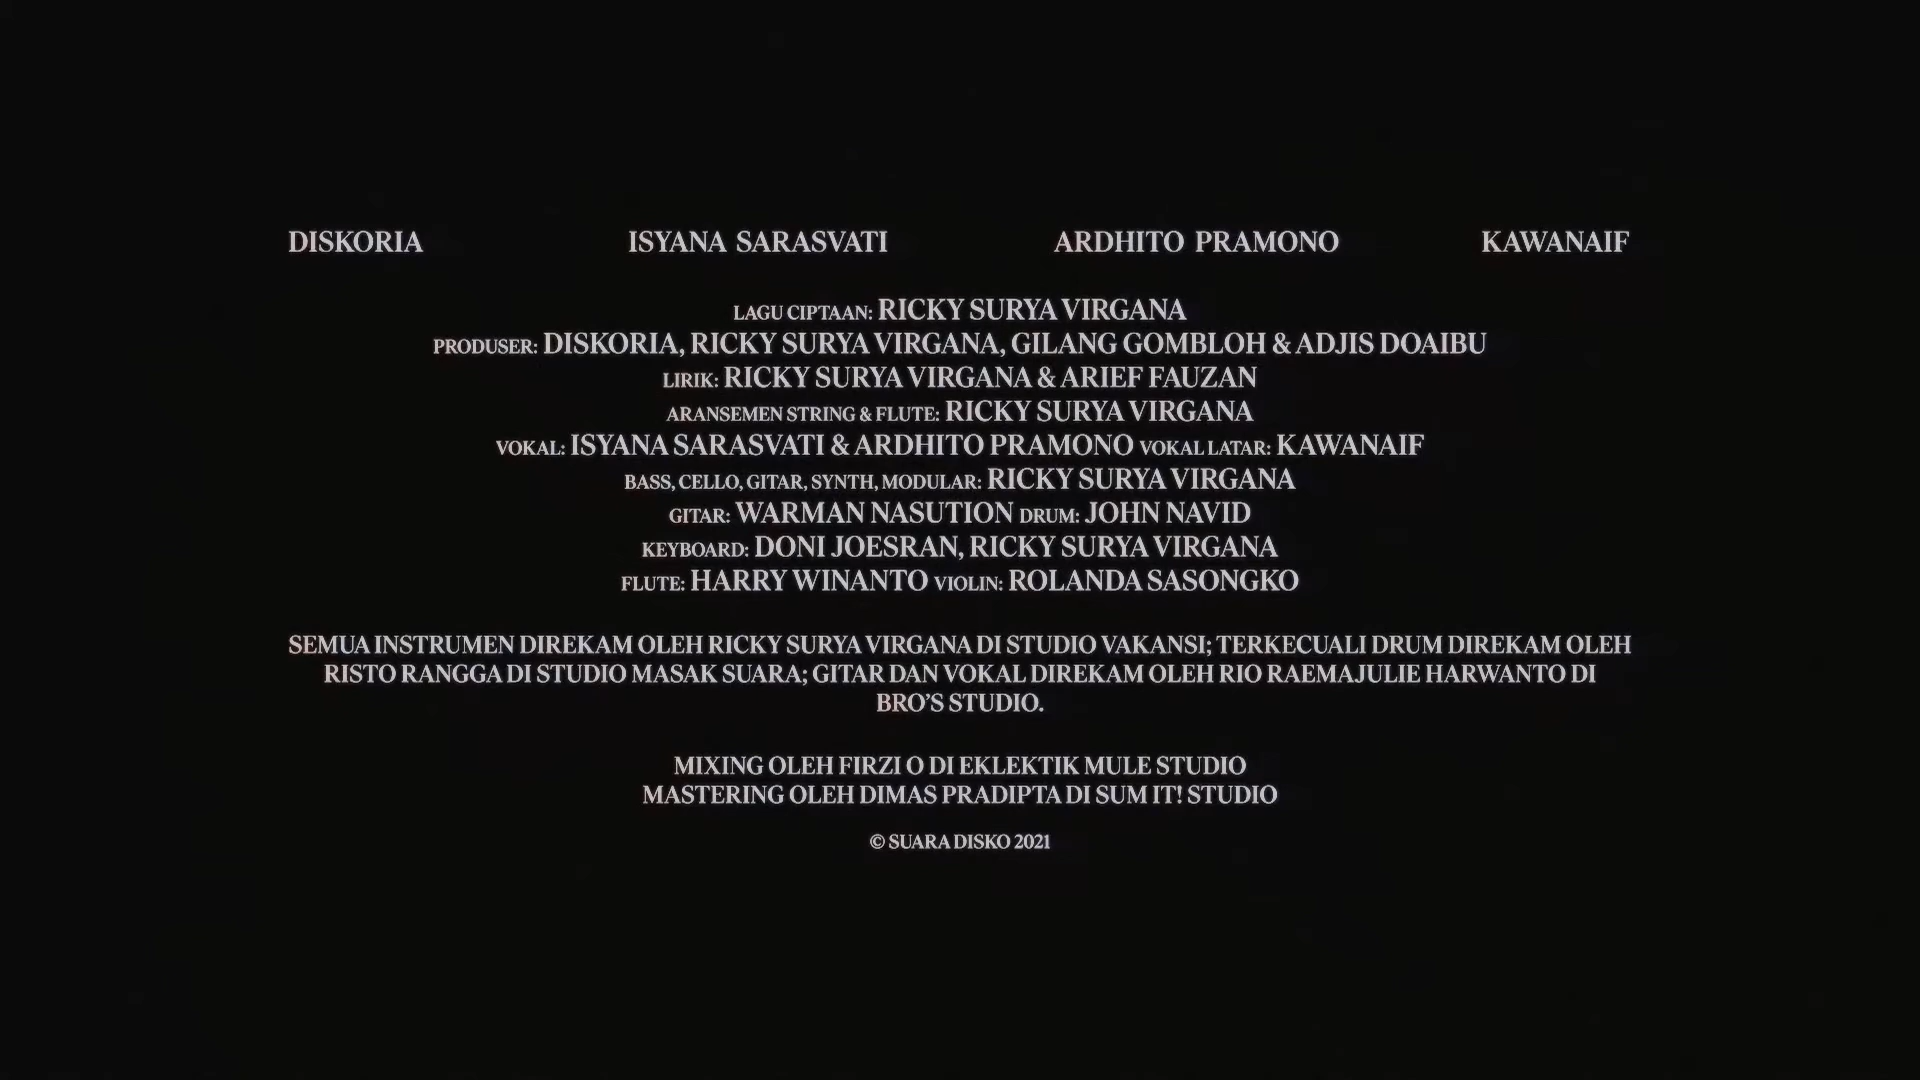 DISKORIA ISYANA SARASVATI ARDHITO PRAMONO KAWANAIF
LAGU CIPTAAN: RICKY SURYA VIRGANA
PRODUSER: DISKORIA, RICKY SURYA VIRGANA, GILANG GOMBLOH & ADJIS DOAIBU
LIRIK: RICKY SURYA VIRGANA & ARIEF FAUZAN
ARANSEMEN STRING & FLUTE: RICKY SURYA VIRGANA
VOKAL: ISYANA SARASVATI & ARDHITO PRAMONO VOKAL LATAR: KAWANAIF
BASS, CELLO, GITAR, SYNTH, MODULAR: RICKY SURYA VIRGANA
GITAR: WARMAN NASUTION DRUM: JOHN NAVID
KEYBOARD: DONI JOESRAN, RICKY SURYA VIRGANA
FLUTE: HARRY WINANTO VIOLIN: ROLANDA SASONGKO
SEMUA INSTRUMEN DIREKAM OLEH RICKY SURYA VIRGANA DI STUDIO VAKANSI; TERKECUALI DRUM DIREKAM OLEH
RISTO RANGGA DI STUDIO MASAK SUARA; GITAR DAN VOKAL DIREKAM OLEH RIO RAEMAJULIE HARWANTO DI
BRO'S STUDIO.
MIXING OLEH FIRZI O DI EKLEKTIK MULE STUDIO
MASTERING OLEH DIMAS PRADIPTA DI SUM IT! STUDIO
© SUARA DISKO 2021